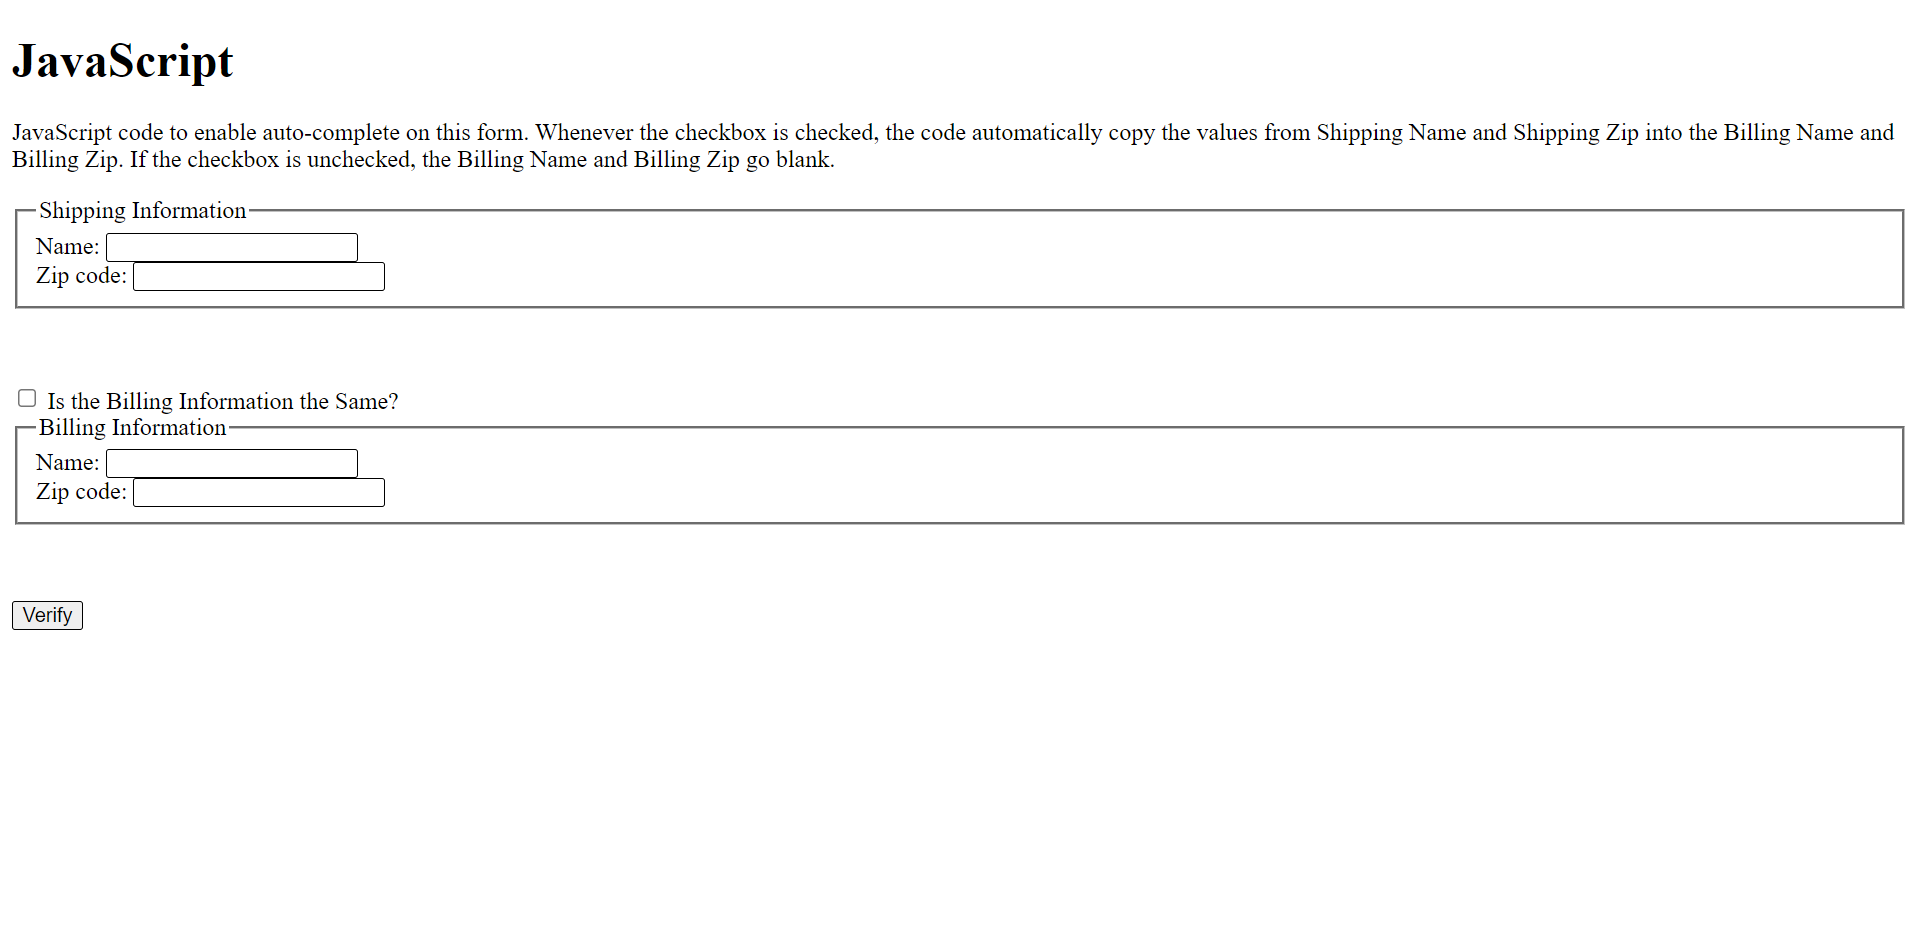 JavaScript
JavaScript code to enable auto-complete on this form. Whenever the checkbox is checked, the code automatically copy the values from Shipping Name and Shipping Zip into the Billing Name and
Billing Zip. If the checkbox is unchecked, the Billing Name and Billing Zip go blank.
Shipping Information
Name:
Zip code:
Is the Billing Information the Same?
Billing Information
Name:
Zip code:
Verify